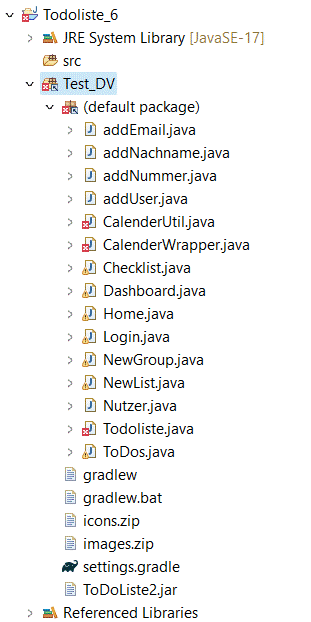 Todoliste_6
JRE System Library [JavaSE-17]
src
Test_DV
(default package)
addEmail.java
addNachname.java
addNummer.java
addUser.java
CalenderUtil.java
CalenderWrapper.java
Checklist.java
Dashboard.java
Home.java
Login.java
NewGroup.java
NewList.java
Nutzer.java
Todoliste.java
ToDos.java
gradlew
gradlew.bat
icons.zip
images.zip
settings.gradle
ToDoListe2.jar
Referenced Libraries